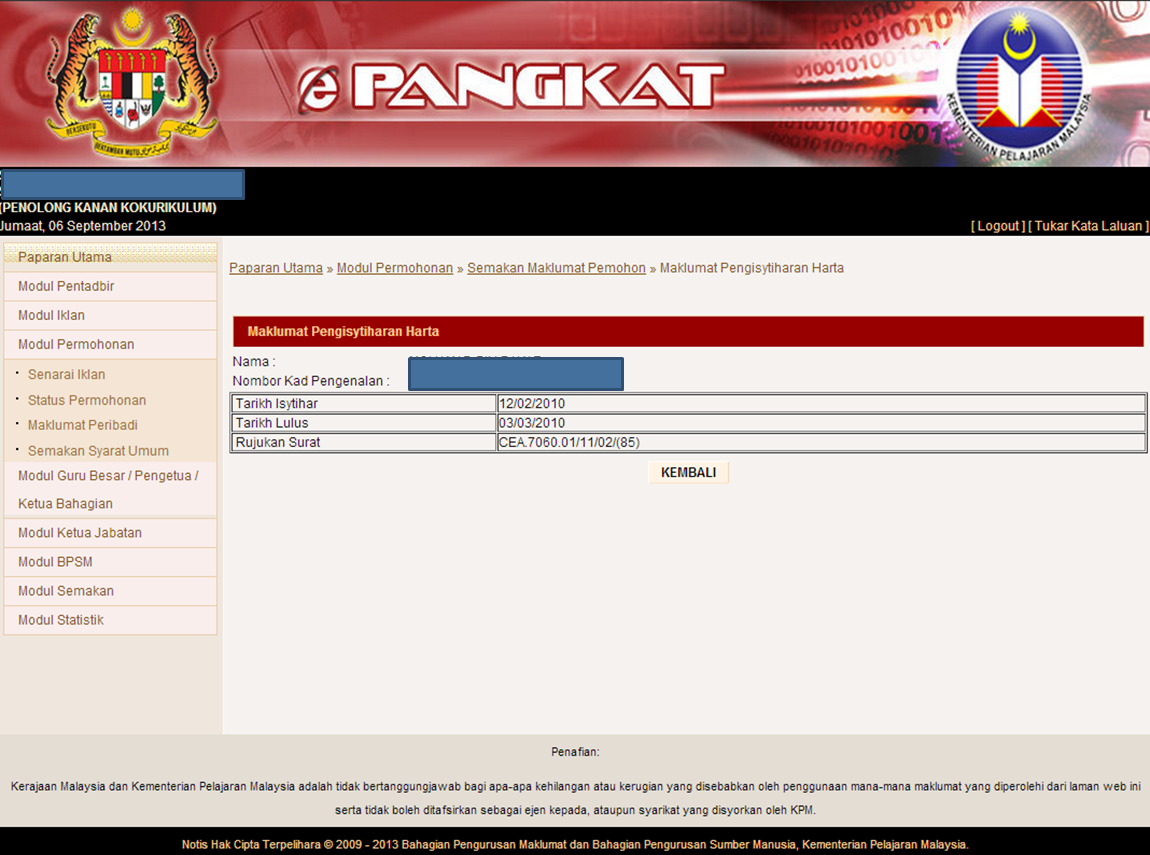 ePANGKAT
BERSEKUTU
BERTAMBAH MUTU
KEMENTERIAN PELAJARAN MALAYSIA
(PENOLONG KANAN KOKURIKULUM)
Jumaat, 06 September 2013
[ Logout ] [ Tukar Kata Laluan ]
Paparan Utama
Modul Pentadbir
Modul Iklan
Modul Permohonan
Senarai Iklan
Status Permohonan
Maklumat Peribadi
Semakan Syarat Umum
Modul Guru Besar / Pengetua /
Ketua Bahagian
Modul Ketua Jabatan
Modul BPSM
Modul Semakan
Modul Statistik
Paparan Utama » Modul Permohonan » Semakan Maklumat Pemohon » Maklumat Pengisytiharan Harta
Maklumat Pengisytiharan Harta
Nama :
Nombor Kad Pengenalan :
Tarikh Isytihar 12/02/2010
Tarikh Lulus 03/03/2010
Rujukan Surat CEA.7060.01/11/02/(85)
KEMBALI
Penafian:
Kerajaan Malaysia dan Kementerian Pelajaran Malaysia adalah tidak bertanggungjawab bagi apa-apa kehilangan atau kerugian yang disebabkan oleh penggunaan mana-mana maklumat yang diperolehi dari laman web ini
serta tidak boleh ditafsirkan sebagai ejen kepada, ataupun syarikat yang disyorkan oleh KPM.
Notis Hak Cipta Terpelihara © 2009 - 2013 Bahagian Pengurusan Maklumat dan Bahagian Pengurusan Sumber Manusia, Kementerian Pelajaran Malaysia.